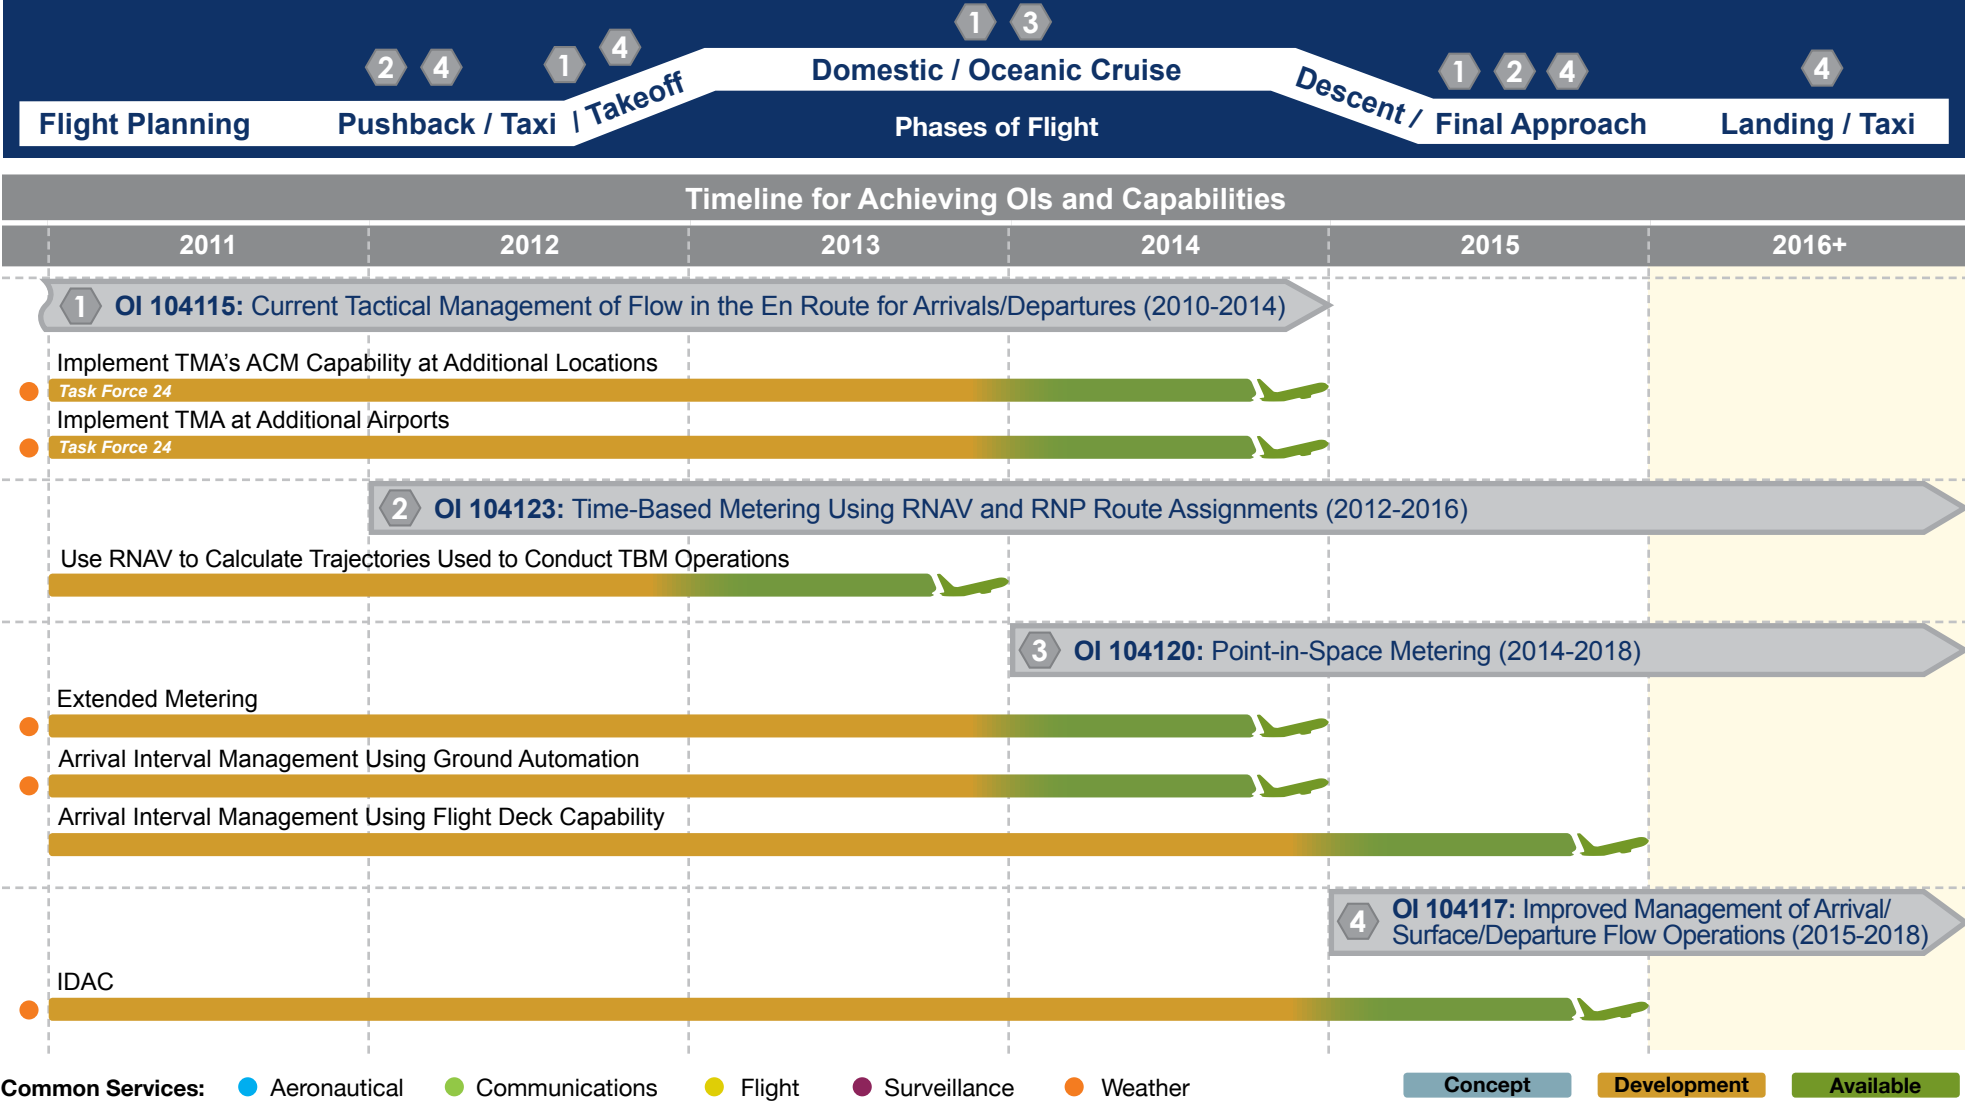 1 3
2 4 1 4
1 2 4 4
Flight Planning Pushback / Taxi / Takeoff Domestic / Oceanic Cruise Descent / Final Approach Landing / Taxi
Phases of Flight
Timeline for Achieving OIs and Capabilities
2011 2012 2013 2014 2015 2016+
1 OI 104115: Current Tactical Management of Flow in the En Route for Arrivals/Departures (2010-2014)
Implement TMA's ACM Capability at Additional Locations
Task Force 24
Implement TMA at Additional Airports
Task Force 24
2 OI 104123: Time-Based Metering Using RNAV and RNP Route Assignments (2012-2016)
Use RNAV to Calculate Trajectories Used to Conduct TBM Operations
3 OI 104120: Point-in-Space Metering (2014-2018)
Extended Metering
Arrival Interval Management Using Ground Automation
Arrival Interval Management Using Flight Deck Capability
4 OI 104117: Improved Management of Arrival/
Surface/Departure Flow Operations (2015-2018)
IDAC
Common Services: Aeronautical Communications Flight Surveillance Weather Concept Development Available